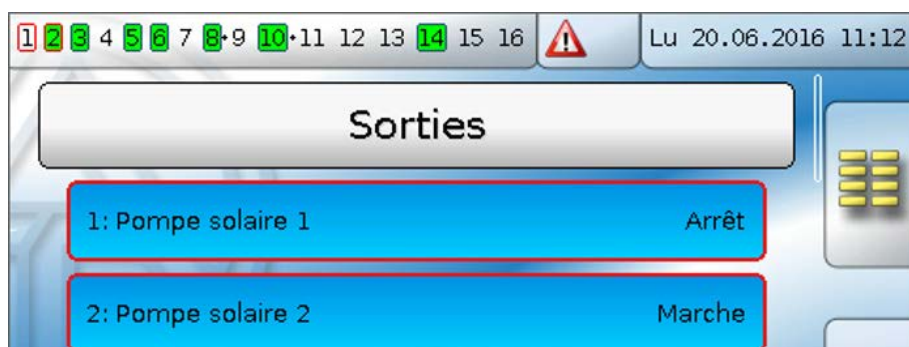 1 2 3 4 5 6 7 8+9 10+11 12 13 14 15 16 Lu 20.06.2016 11:12
Sorties
1: Pompe solaire 1 Arrêt
2: Pompe solaire 2 Marche